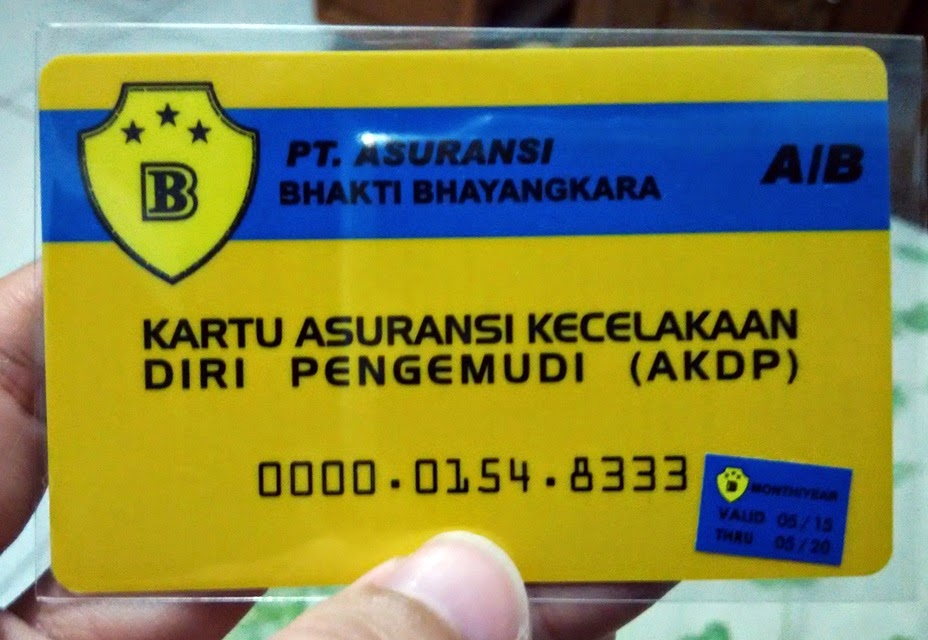 B
PT. ASURANSI
BHAKTI BHAYANGKARA
A/B
KARTU ASURANSI KECELAKAAN
DIRI PENGEMUDI (AKDP)
0000.0154.8333
B MONTH/YEAR
VALID 05/15
THRU 05/20